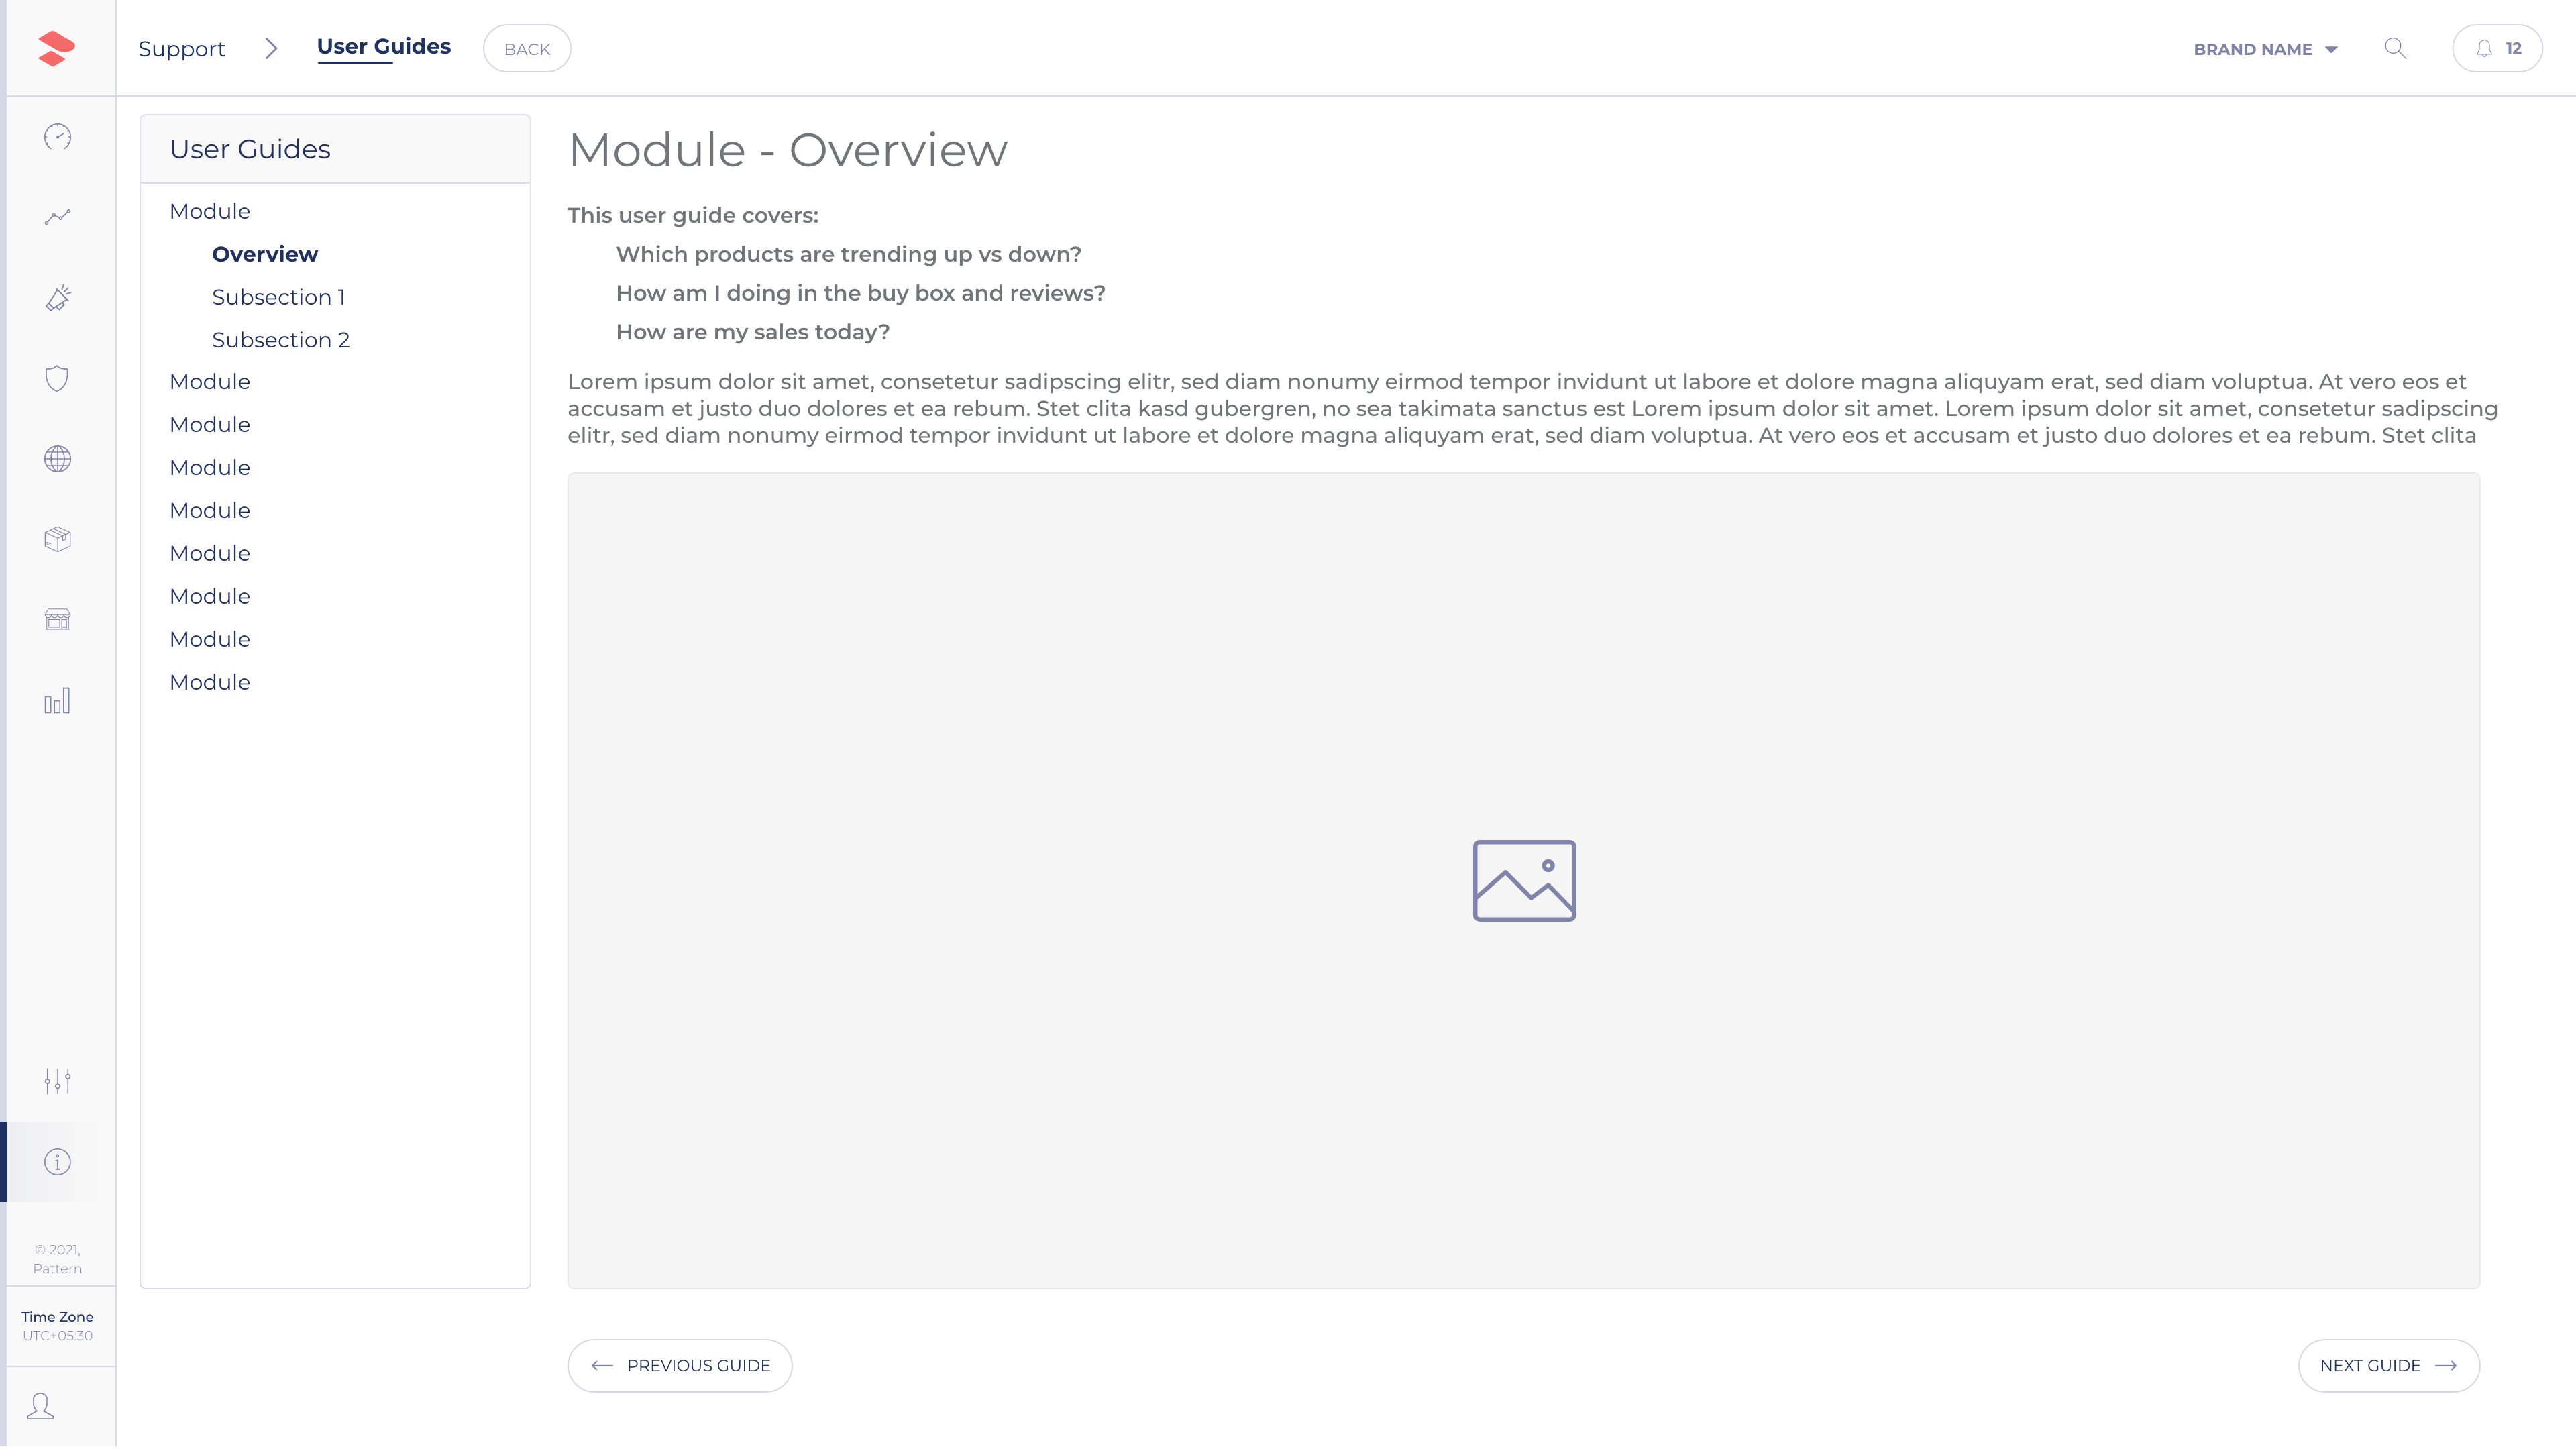 Support
User Guides
BACK
BRAND NAME
12
User Guides
Module
Overview
Subsection 1
Subsection 2
Module
Module
Module
Module
Module
Module
Module
Module
Module - Overview
This user guide covers:
Which products are trending up vs down?
How am I doing in the buy box and reviews?
How are my sales today?
Lorem ipsum dolor sit amet, consetetur sadipscing elitr, sed diam nonumy eirmod tempor invidunt ut labore et dolore magna aliquyam erat, sed diam voluptua. At vero eos et
accusam et justo duo dolores et ea rebum. Stet clita kasd gubergren, no sea takimata sanctus est Lorem ipsum dolor sit amet. Lorem ipsum dolor sit amet, consetetur sadipscing
elitr, sed diam nonumy eirmod tempor invidunt ut labore et dolore magna aliquyam erat, sed diam voluptua. At vero eos et accusam et justo duo dolores et ea rebum. Stet clita
© 2021,
Pattern
Time Zone
UTC+05:30
PREVIOUS GUIDE
NEXT GUIDE